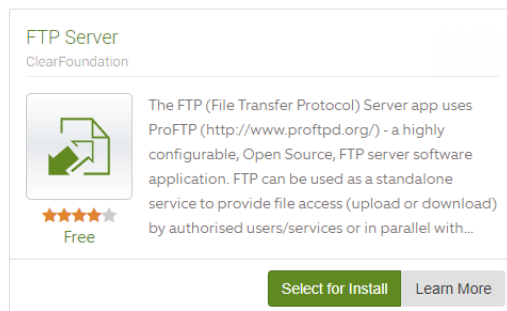 FTP Server
ClearFoundation
The FTP (File Transfer Protocol) Server app uses
ProFTP (http://www.proftpd.org/) - a highly
configurable, Open Source, FTP server software
application. FTP can be used as a standalone
service to provide file access (upload or download)
by authorised users/services or in parallel with...
Free
Select for Install
Learn More